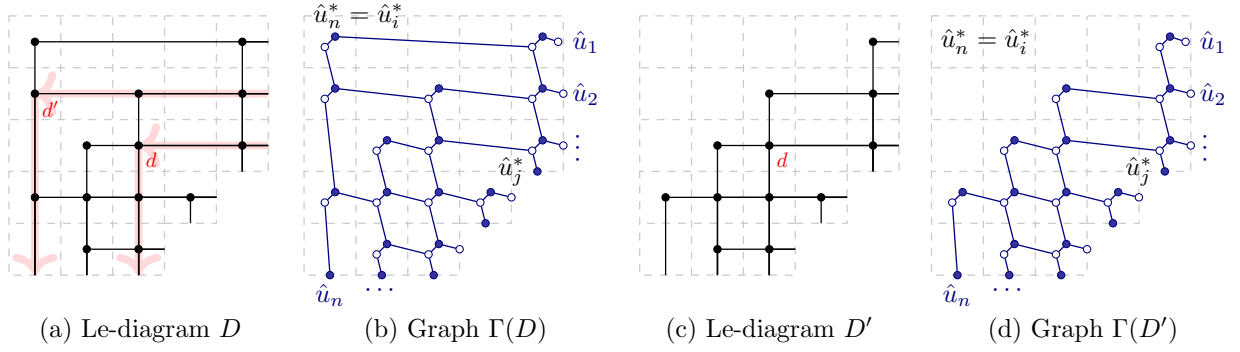 d'
d
(a) Le-diagram D
û*ₙ = û*ᵢ
û₁
û₂
⋮
û*ⱼ
ûₙ
⋯
(b) Graph Γ(D)
d
(c) Le-diagram D'
û*ₙ = û*ᵢ
û₁
û₂
⋮
û*ⱼ
ûₙ
⋯
(d) Graph Γ(D')